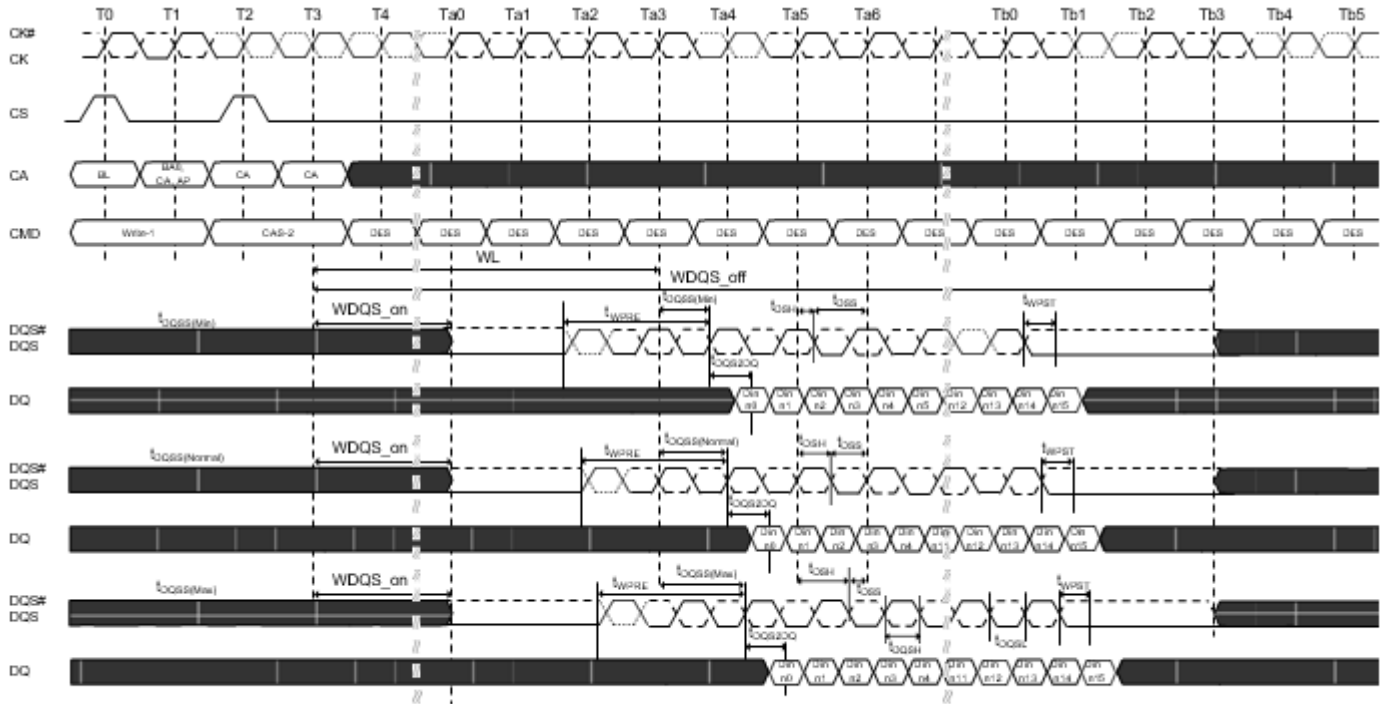 T0 T1 T2 T3 T4 Ta0 Ta1 Ta2 Ta3 Ta4 Ta5 Ta6 Tb0 Tb1 Tb2 Tb3 Tb4 Tb5
CK#
CK
CS
CA BL BA0, CA, AP CA CA
CMD Write-1 CAS-2 DES DES DES DES DES DES DES DES DES DES DES DES DES DES DES
WL
WDQS_off
WDQS_on tDQSS(Min) tWPRE tDQSS(Min) tDSH tDSS tWPST
DQS#
DQS
tDQS2DQ
DQ Din n0 Din n1 Din n2 Din n3 Din n4 Din n5 Din n12 Din n13 Din n14 Din n15
WDQS_on tDQSS(Normal) tWPRE tDQSS(Normal) tDSH tDSS tWPST
DQS#
DQS
tDQS2DQ
DQ Din n0 Din n1 Din n2 Din n3 Din n4 Din n11 Din n12 Din n13 Din n14 Din n15
WDQS_on tDQSS(Max) tWPRE tDQSS(Max) tDSH tDSS tWPST
DQS#
DQS
tDQS2DQ tDQSH tDQSL
DQ Din n0 Din n1 Din n2 Din n3 Din n4 Din n11 Din n12 Din n13 Din n14 Din n15